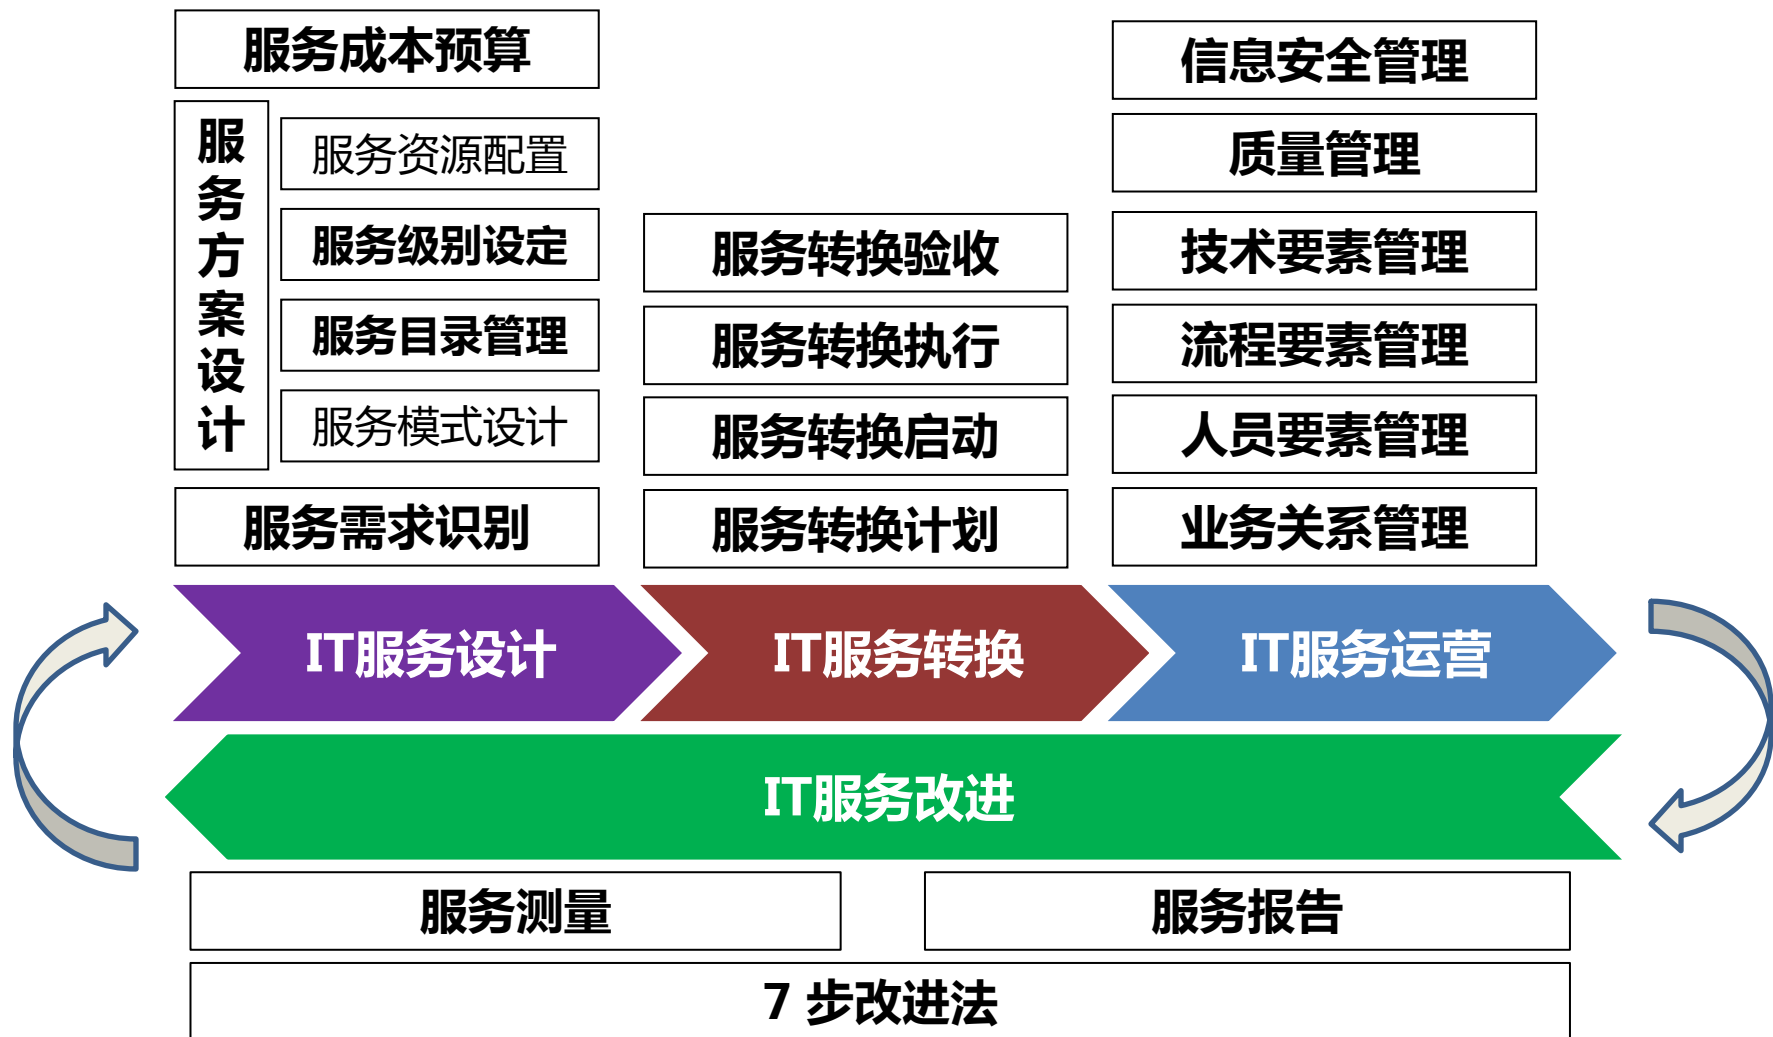 服务成本预算
服务方案设计
服务资源配置
服务级别设定
服务目录管理
服务模式设计
服务需求识别
服务转换验收
服务转换执行
服务转换启动
服务转换计划
信息安全管理
质量管理
技术要素管理
流程要素管理
人员要素管理
业务关系管理
IT服务设计
IT服务转换
IT服务运营
IT服务改进
服务测量
服务报告
7 步改进法